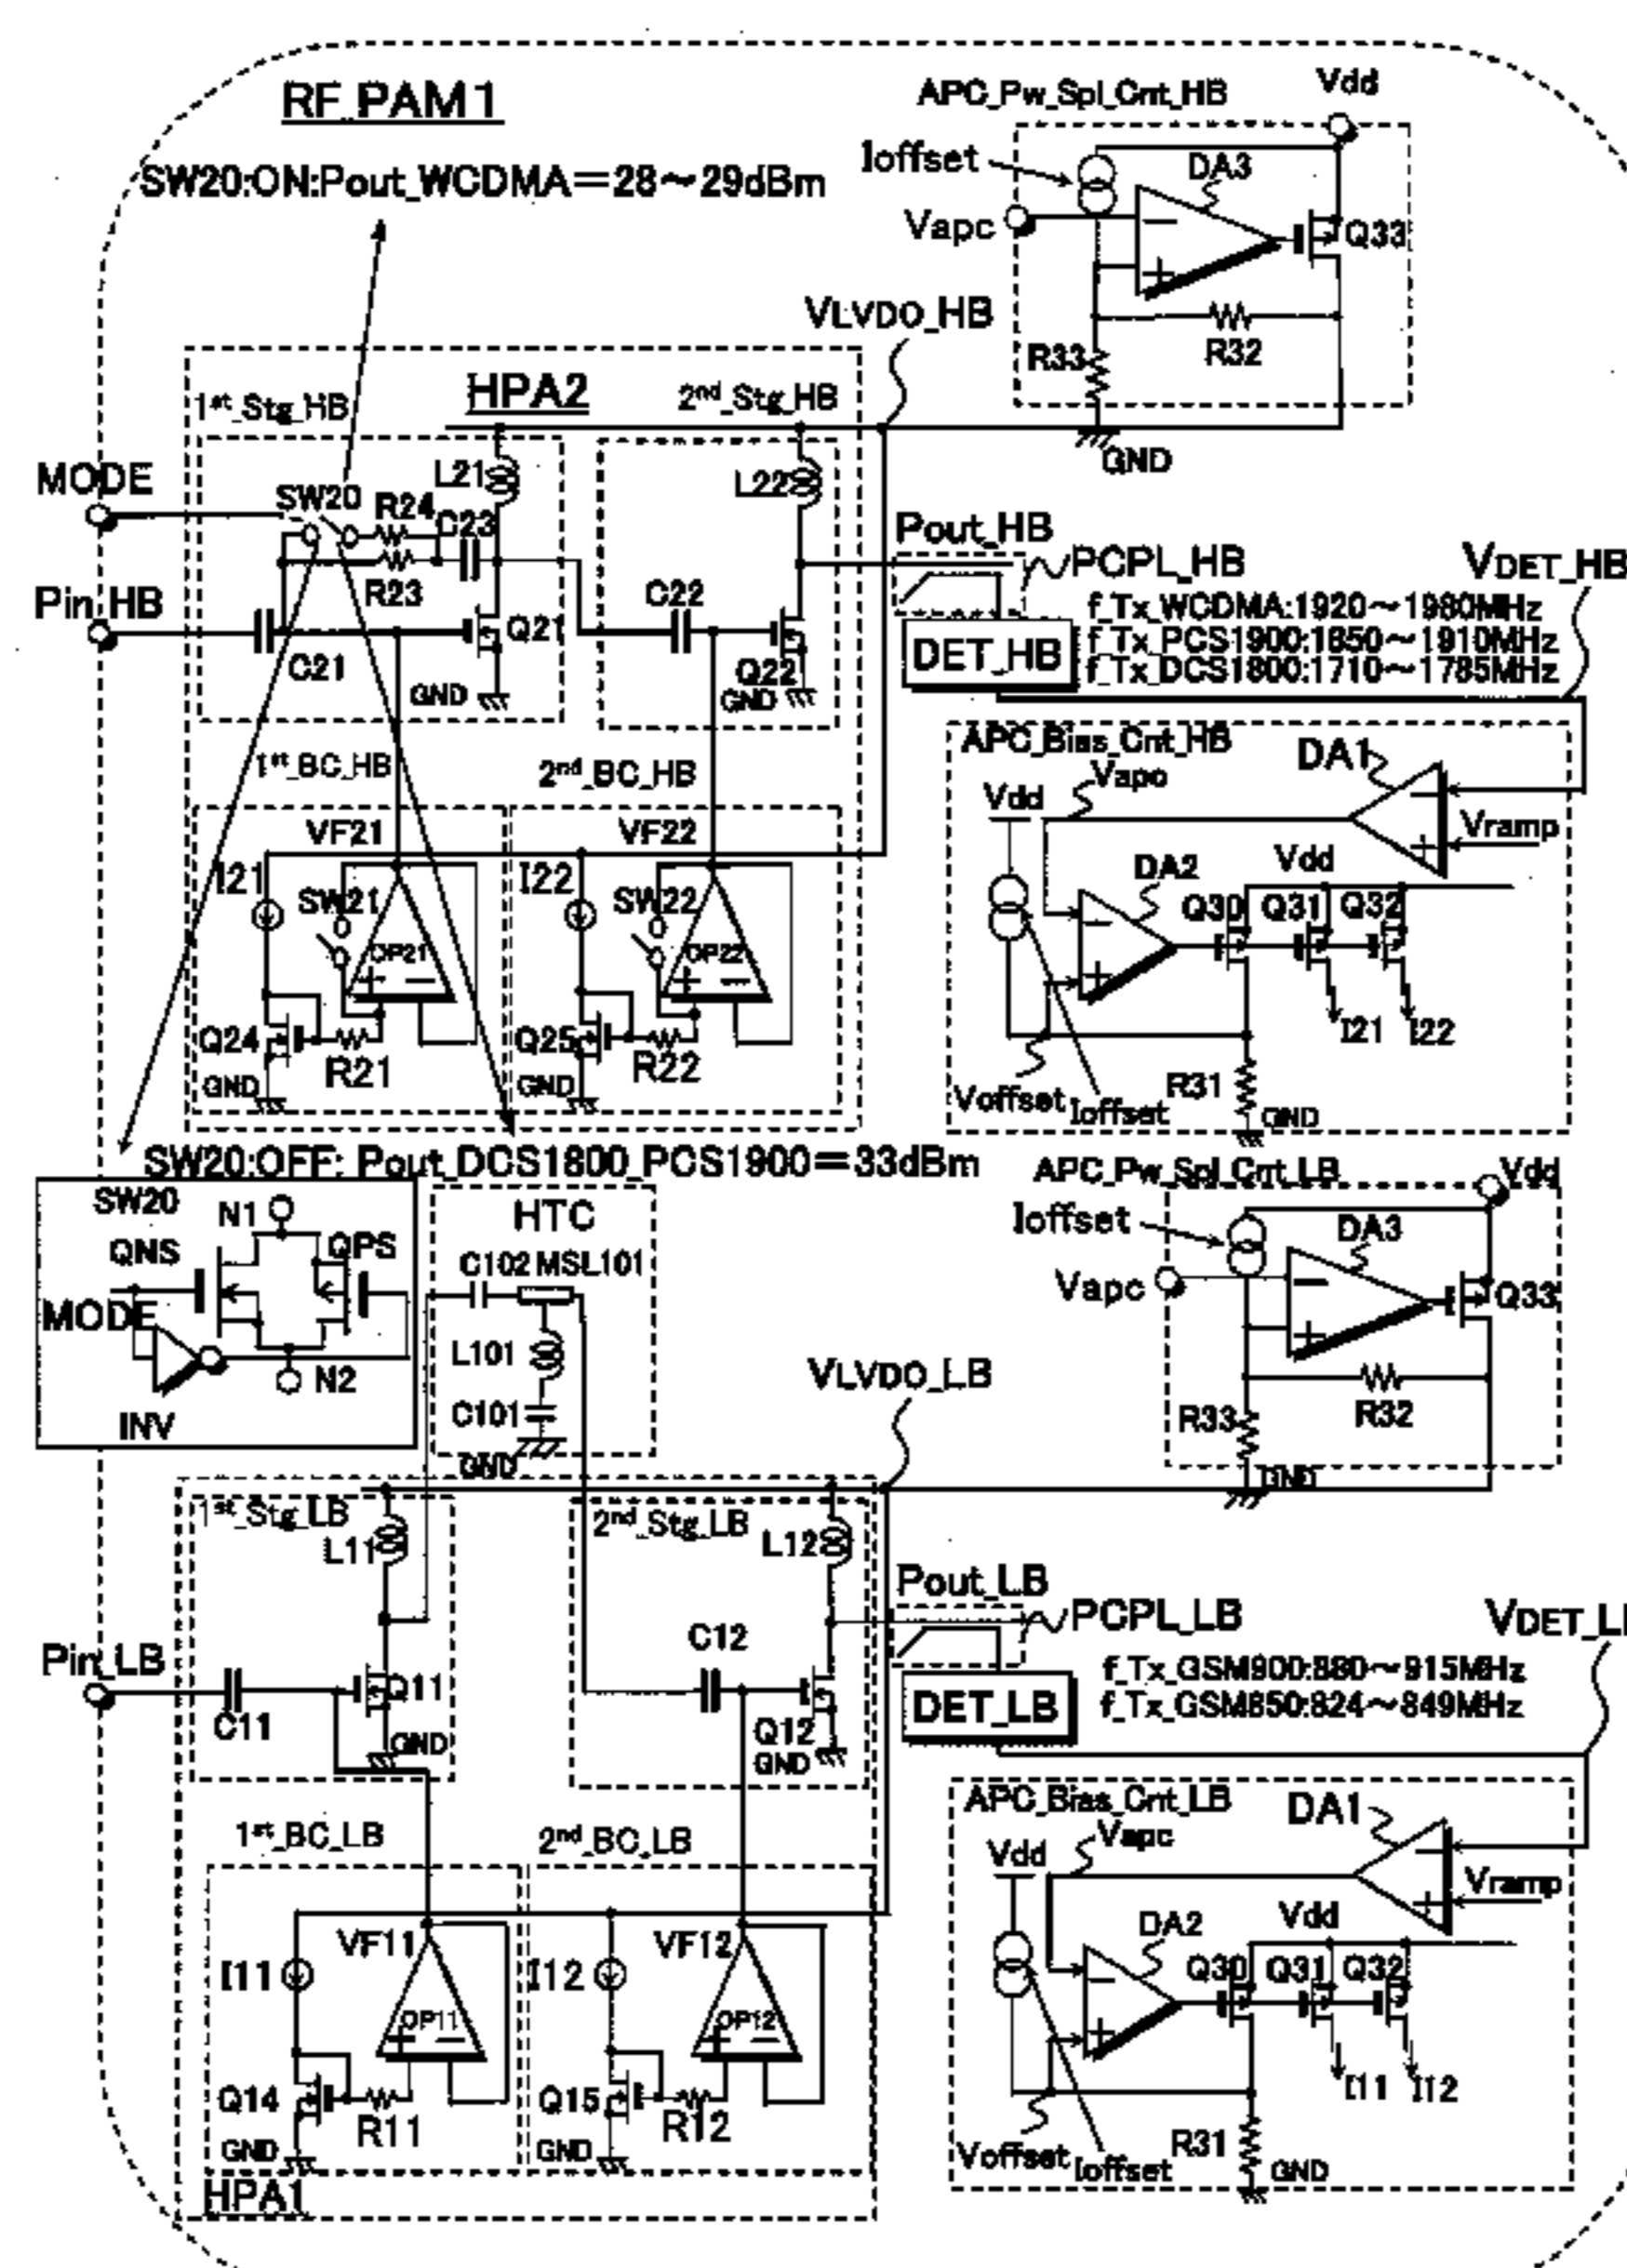 RF_PAM1
SW20:ON:Pout_WCDMA=28~29dBm
APC_Pw_Spl_Cnt_HB
Vdd
Ioffset
DA3
Vapc
Q33
R32
R33
GND
VLVDO_HB
HPA2
1st_Stg_HB
2nd_Stg_HB
L21
L22
MODE
SW20
R24
C23
R23
Pin_HB
C21
Q21
GND
C22
Q22
GND
Pout_HB
PCPL_HB
VDET_HB
DET_HB
f_Tx_WCDMA:1920~1980MHz
f_Tx_PCS1900:1850~1910MHz
f_Tx_DCS1800:1710~1785MHz
1st_BC_HB
2nd_BC_HB
VF21
VF22
I21
SW21
OP21
I22
SW22
OP22
Q24
R21
GND
Q25
R22
GND
APC_Bias_Cnt_HB
DA1
Vapc
Vdd
Vramp
DA2
Vdd
Q30
Q31
Q32
I21
I22
R31
Voffset
Ioffset
GND
SW20:OFF: Pout_DCS1800_PCS1900=33dBm
SW20
N1
QNS
QPS
MODE
N2
INV
HTC
C102
MSL101
L101
C101
GND
APC_Pw_Spl_Cnt_LB
Vdd
Ioffset
DA3
Vapc
Q33
R32
R33
GND
VLVDO_LB
1st_Stg_LB
L11
2nd_Stg_LB
L12
Pin_LB
C11
Q11
GND
C12
Q12
GND
Pout_LB
PCPL_LB
DET_LB
f_Tx_GSM900:880~915MHz
f_Tx_GSM850:824~849MHz
1st_BC_LB
2nd_BC_LB
VF11
VF12
I11
OP11
I12
OP12
Q14
R11
GND
Q15
R12
GND
HPA1
APC_Bias_Cnt_LB
DA1
Vapc
Vdd
Vramp
DA2
Vdd
Q30
Q31
Q32
I11
I12
R31
Voffset
Ioffset
GND